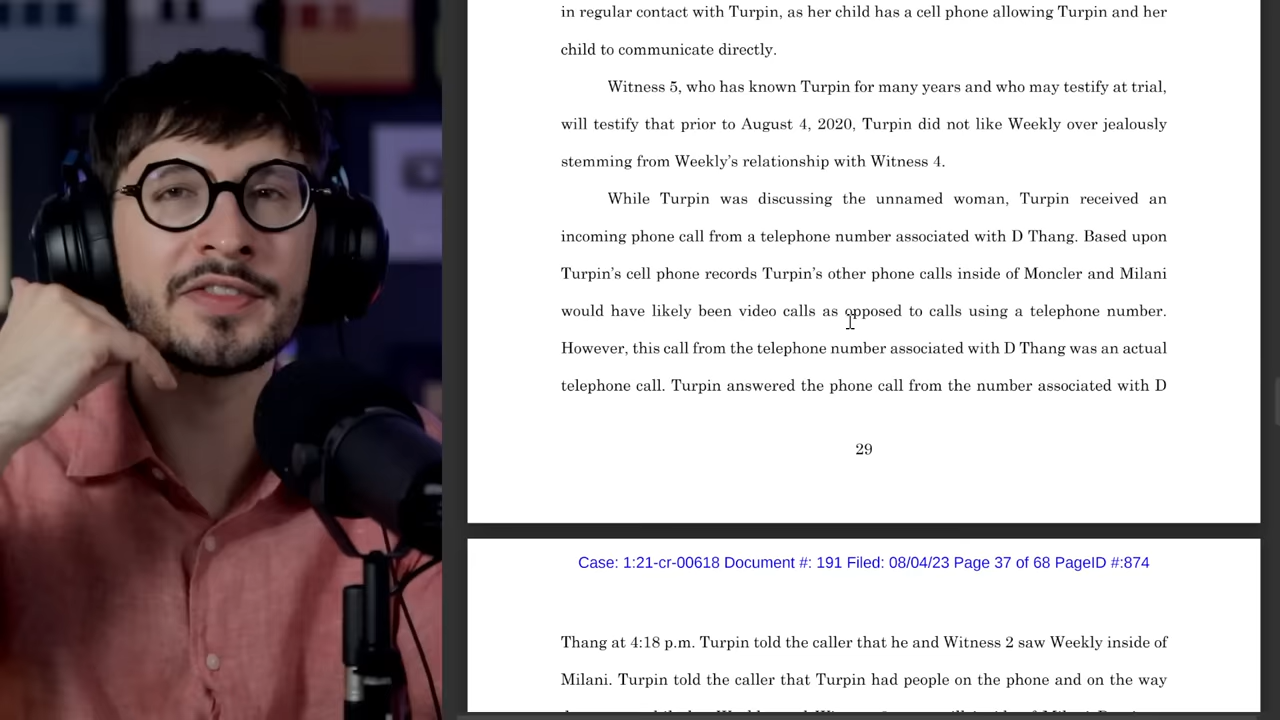 in regular contact with Turpin, as her child has a cell phone allowing Turpin and her
child to communicate directly.
Witness 5, who has known Turpin for many years and who may testify at trial,
will testify that prior to August 4, 2020, Turpin did not like Weekly over jealously
stemming from Weekly's relationship with Witness 4.
While Turpin was discussing the unnamed woman, Turpin received an
incoming phone call from a telephone number associated with D Thang. Based upon
Turpin's cell phone records Turpin's other phone calls inside of Moncler and Milani
would have likely been video calls as opposed to calls using a telephone number.
However, this call from the telephone number associated with D Thang was an actual
telephone call. Turpin answered the phone call from the number associated with D
29
Case: 1:21-cr-00618 Document #: 191 Filed: 08/04/23 Page 37 of 68 PageID #:874
Thang at 4:18 p.m. Turpin told the caller that he and Witness 2 saw Weekly inside of
Milani. Turpin told the caller that Turpin had people on the phone and on the way